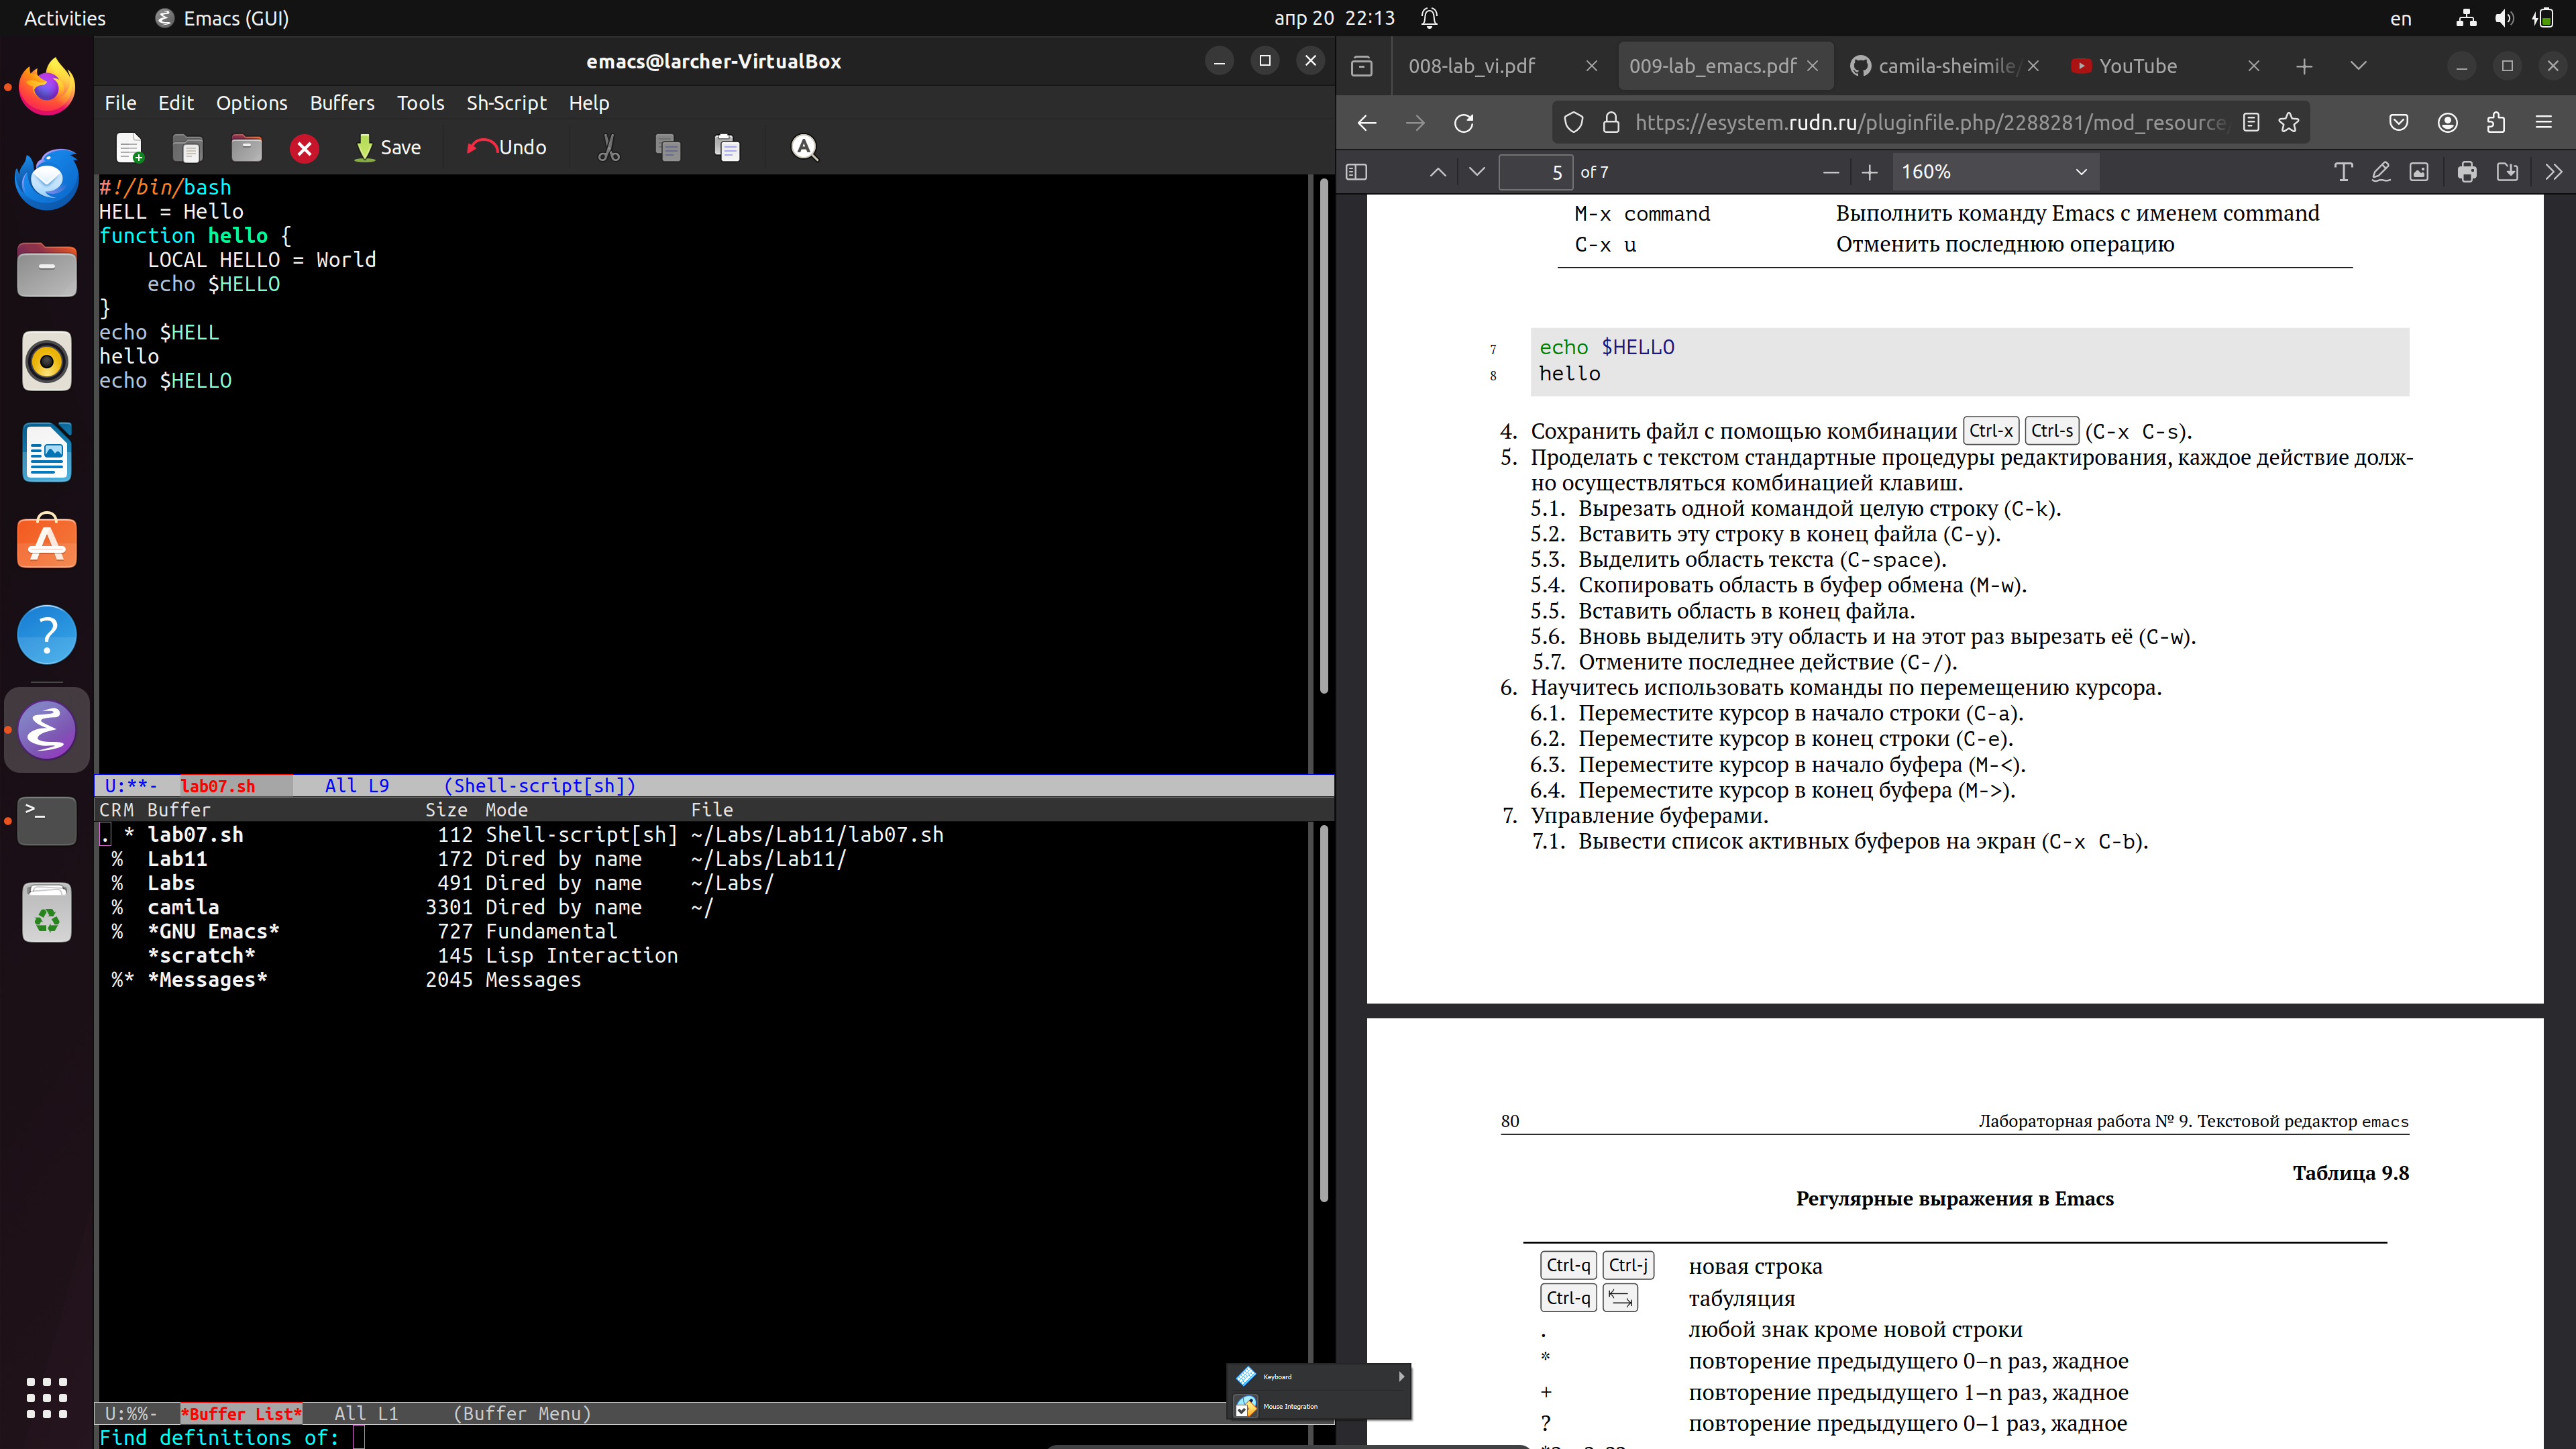 Activities
Emacs (GUI)
апр 20 22:13
en
emacs@larcher-VirtualBox
File Edit Options Buffers Tools Sh-Script Help
Save Undo
#!/bin/bash
HELL = Hello
function hello {
    LOCAL HELLO = World
    echo $HELLO
}
echo $HELL
hello
echo $HELLO
U:**- lab07.sh All L9 (Shell-script[sh])
CRM Buffer Size Mode File
. * lab07.sh 112 Shell-script[sh] ~/Labs/Lab11/lab07.sh
% Lab11 172 Dired by name ~/Labs/Lab11/
% Labs 491 Dired by name ~/Labs/
% camila 3301 Dired by name ~/
% *GNU Emacs* 727 Fundamental
*scratch* 145 Lisp Interaction
%* *Messages* 2045 Messages
U:%%- *Buffer List* All L1 (Buffer Menu)
Find definitions of:
Keyboard
Mouse Integration
008-lab_vi.pdf
009-lab_emacs.pdf
camila-sheimile/
YouTube
https://esystem.rudn.ru/pluginfile.php/2288281/mod_resource/
5 of 7
160%
M-x command Выполнить команду Emacs с именем command
C-x u Отменить последнюю операцию
7 echo $HELLO
8 hello
4. Сохранить файл с помощью комбинации Ctrl-x Ctrl-s (C-x C-s).
5. Проделать с текстом стандартные процедуры редактирования, каждое действие долж-
но осуществляться комбинацией клавиш.
5.1. Вырезать одной командой целую строку (C-k).
5.2. Вставить эту строку в конец файла (C-y).
5.3. Выделить область текста (C-space).
5.4. Скопировать область в буфер обмена (M-w).
5.5. Вставить область в конец файла.
5.6. Вновь выделить эту область и на этот раз вырезать её (C-w).
5.7. Отмените последнее действие (C-/).
6. Научитесь использовать команды по перемещению курсора.
6.1. Переместите курсор в начало строки (C-a).
6.2. Переместите курсор в конец строки (C-e).
6.3. Переместите курсор в начало буфера (M-<).
6.4. Переместите курсор в конец буфера (M->).
7. Управление буферами.
7.1. Вывести список активных буферов на экран (C-x C-b).
80 Лабораторная работа № 9. Текстовой редактор emacs
Таблица 9.8
Регулярные выражения в Emacs
Ctrl-q Ctrl-j новая строка
Ctrl-q табуляция
. любой знак кроме новой строки
* повторение предыдущего 0–n раз, жадное
+ повторение предыдущего 1–n раз, жадное
? повторение предыдущего 0–1 раз, жадное